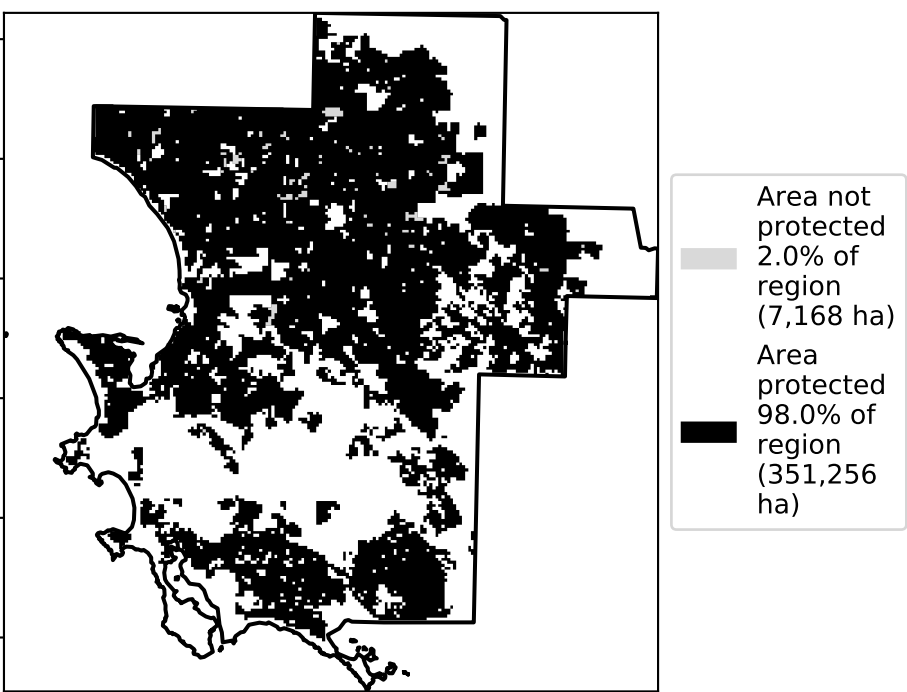 Area not
protected
2.0% of
region
(7,168 ha)
Area
protected
98.0% of
region
(351,256
ha)